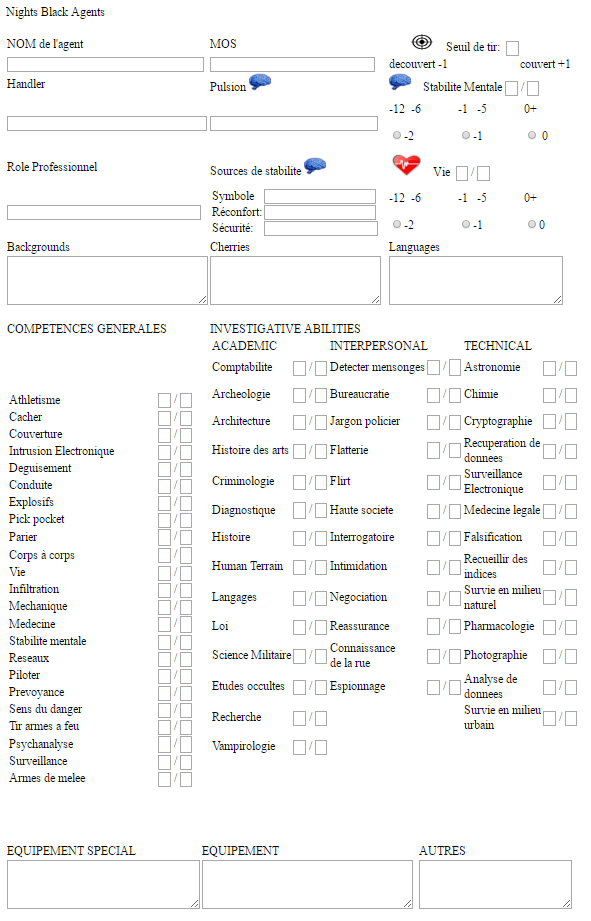 Nights Black Agents
NOM de l'agent MOS Seuil de tir:
decouvert -1 couvert +1
Handler Pulsion Stabilite Mentale /
-12 -6 -1 -5 0+
-2 -1 0
Role Professionnel Sources de stabilite Vie /
Symbole -12 -6 -1 -5 0+
Réconfort:
Sécurité: -2 -1 0
Backgrounds Cherries Languages
COMPETENCES GENERALES INVESTIGATIVE ABILITIES
ACADEMIC INTERPERSONAL TECHNICAL
Comptabilite / Detecter mensonges / Astronomie /
Archeologie / Bureaucratie / Chimie /
Architecture / Jargon policier / Cryptographie /
Histoire des arts / Flatterie / Recuperation de
donnees /
Criminologie / Flirt / Surveillance
Electronique /
Diagnostique / Haute societe / Medecine legale /
Histoire / Interrogatoire / Falsification /
Human Terrain / Intimidation / Recueillir des
indices /
Langages / Negociation / Survie en milieu
naturel /
Loi / Reassurance / Pharmacologie /
Science Militaire / Connaissance
de la rue / Photographie /
Etudes occultes / Espionnage / Analyse de
donnees /
Recherche / Survie en milieu
urbain /
Vampirologie /
Athletisme /
Cacher /
Couverture /
Intrusion Electronique /
Deguisement /
Conduite /
Explosifs /
Pick pocket /
Parier /
Corps à corps /
Vie /
Infiltration /
Mechanique /
Medecine /
Stabilite mentale /
Reseaux /
Piloter /
Prevoyance /
Sens du danger /
Tir armes a feu /
Psychanalyse /
Surveillance /
Armes de melee /
EQUIPEMENT SPECIAL EQUIPEMENT AUTRES